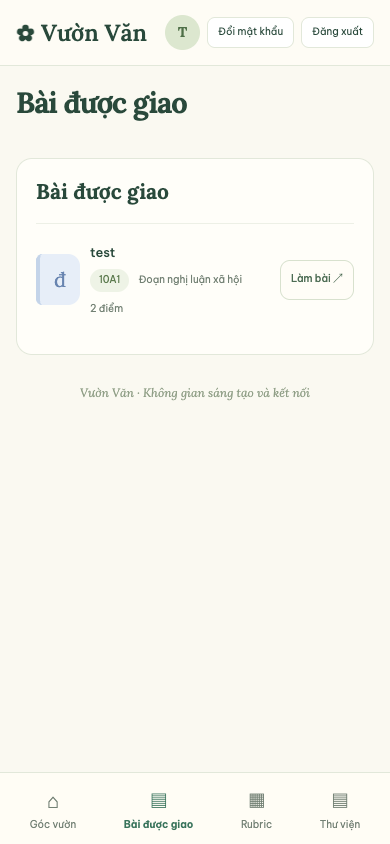 ✿ Vườn Văn
T
Đổi mật khẩu
Đăng xuất
Bài được giao
Bài được giao
đ
test
10A1 Đoạn nghị luận xã hội
2 điểm
Làm bài ↗
Vườn Văn · Không gian sáng tạo và kết nối
Góc vườn
Bài được giao
Rubric
Thư viện